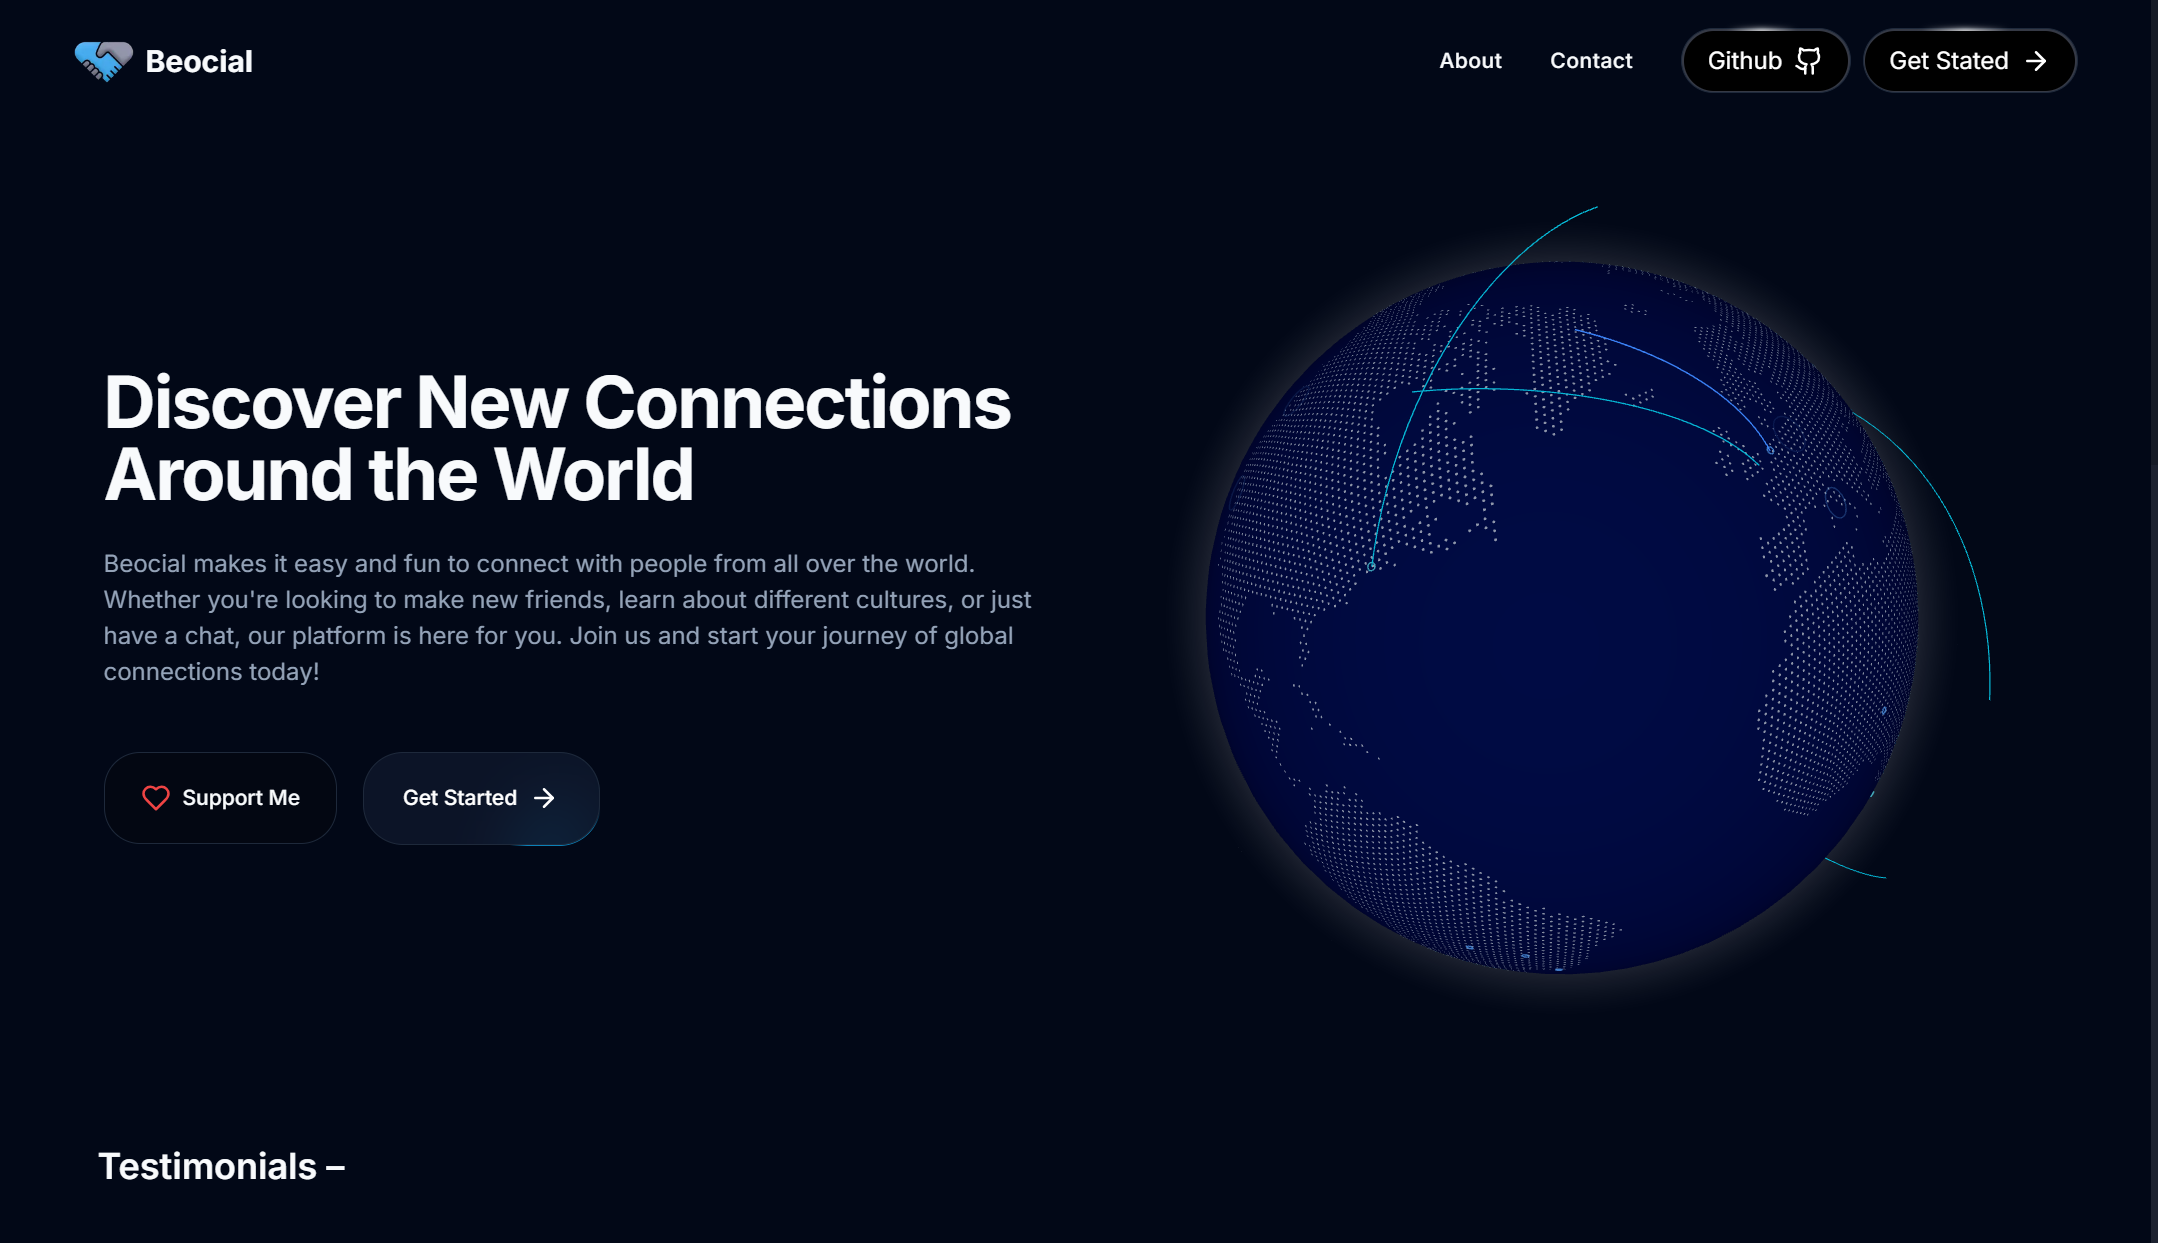 Beocial
About
Contact
Github
Get Stated
Discover New Connections
Around the World
Beocial makes it easy and fun to connect with people from all over the world.
Whether you're looking to make new friends, learn about different cultures, or just
have a chat, our platform is here for you. Join us and start your journey of global
connections today!
Support Me
Get Started
Testimonials –